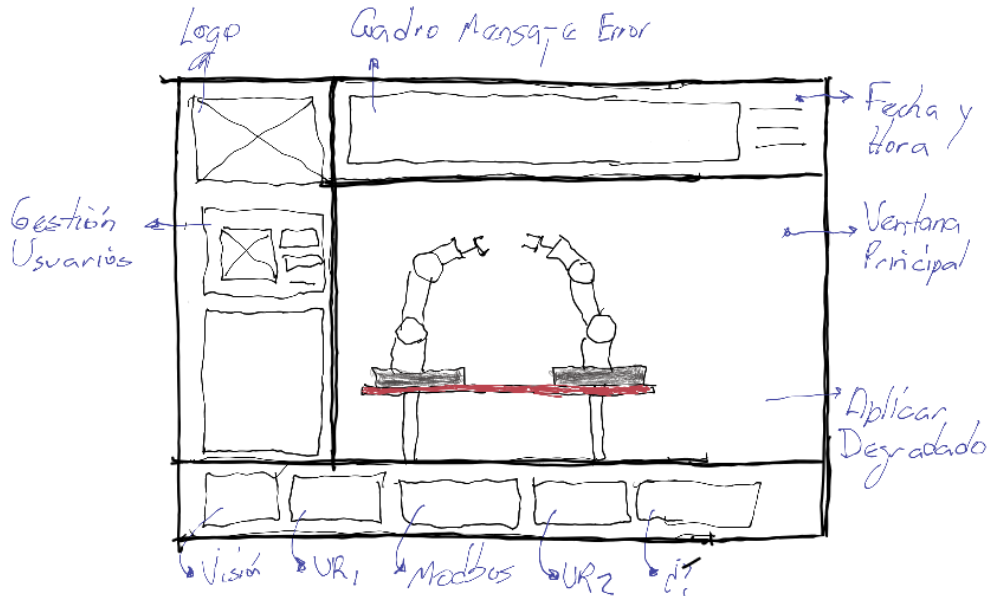 Logo
Cuadro Mensaje Error
Fecha y
Hora
Gestión
Usuarios
Ventana
Principal
Aplicar
Degradado
Visión
UR1
Modbus
UR2